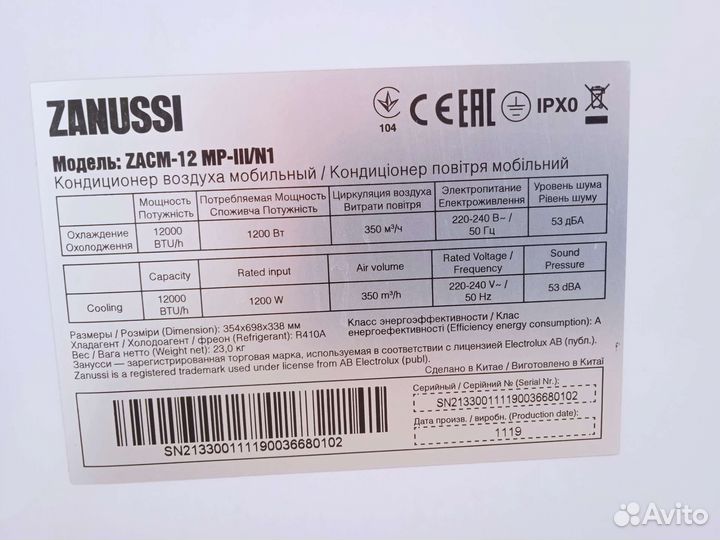 ZANUSSI
104 CE EAC IPX0
Модель: ZACM-12 MP-III/N1
Кондиционер воздуха мобильный / Кондиціонер повітря мобільний
Мощность Потребляемая Мощность Циркуляция воздуха Электропитание Уровень шума
Потужність Споживча Потужність Витрати повітря Електроживлення Рівень шуму
Охлаждение 12000 1200 Вт 350 м³/ч 220-240 В~ / 53 дБА
Охолодження BTU/h 50 Гц
Capacity Rated input Air volume Rated Voltage / Sound
Frequency Pressure
Cooling 12000 1200 W 350 m³/h 220-240 V~ / 53 dBA
BTU/h 50 Hz
Размеры / Розміри (Dimension): 354x698x338 мм
Хладагент / Холодоагент / фреон (Refrigerant): R410A
Вес / Вага нетто (Weight net): 23,0 кг
Класс энергоэффективности / Клас
енергоефективності (Efficiency energy consumption): A
Занусси – зарегистрированная торговая марка, используемая в соответствии с лицензией Electrolux AB (публ.).
Zanussi is a registered trademark used under license from AB Electrolux (publ).
Сделано в Китае / Виготовлено в Китаї
Серийный / Серійний № (Serial Nr.):
SN21330011190036680102
Дата произв. / виробн. (Production date):
1119
SN21330011190036680102
Avito